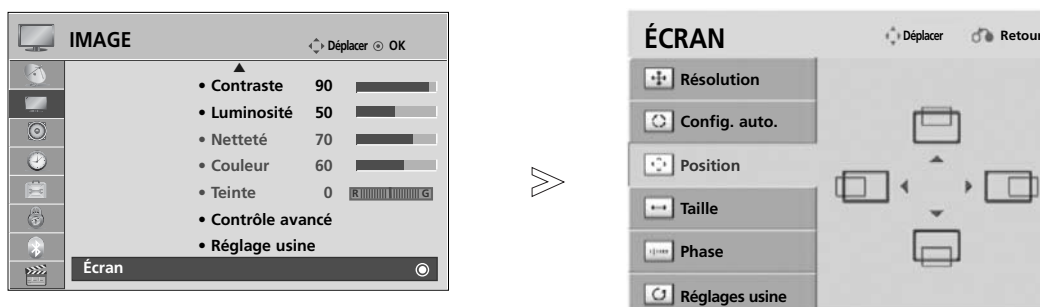 IMAGE
Déplacer OK
• Contraste 90
• Luminosité 50
• Netteté 70
• Couleur 60
• Teinte 0 R G
• Contrôle avancé
• Réglage usine
Écran
ÉCRAN
Déplacer Retour
Résolution
Config. auto.
Position
Taille
Phase
Réglages usine